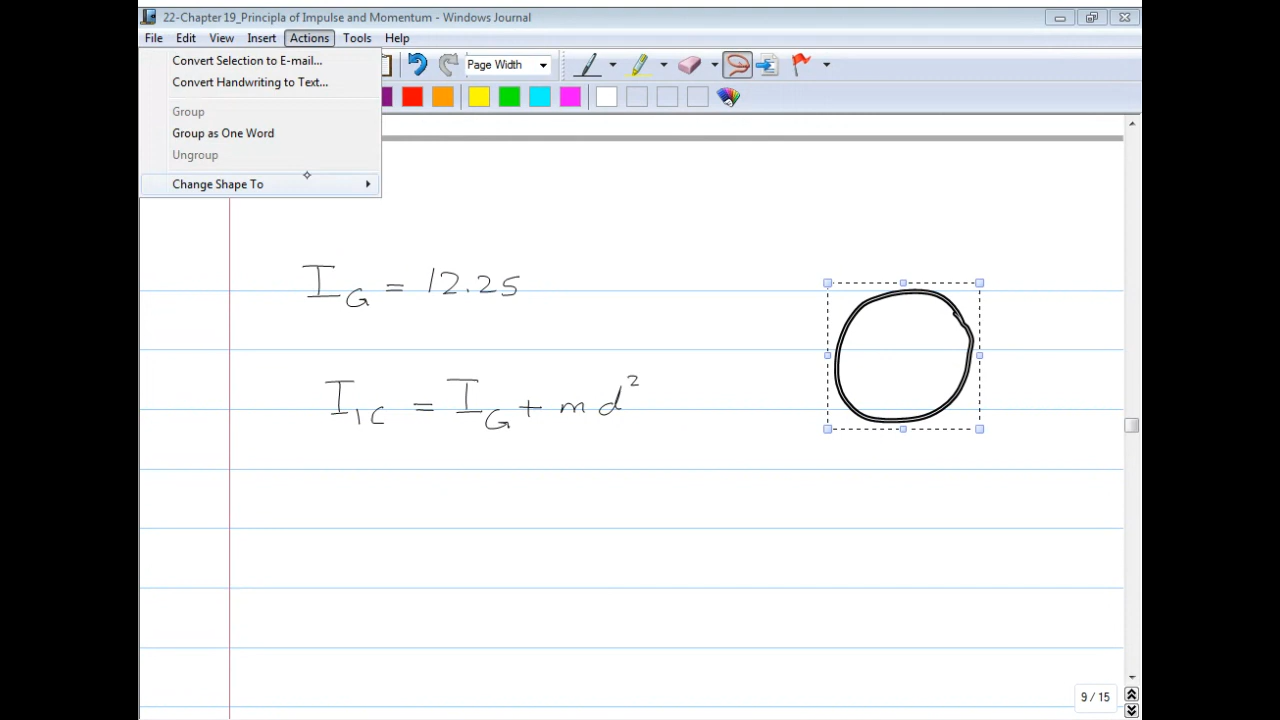 22-Chapter 19_Principla of Impulse and Momentum - Windows Journal
File Edit View Insert Actions Tools Help
Convert Selection to E-mail...
Page Width
Convert Handwriting to Text...
Group
Group as One Word
Ungroup
Change Shape To
I_G = 12.25
I_IC = I_G + m d²
9 / 15